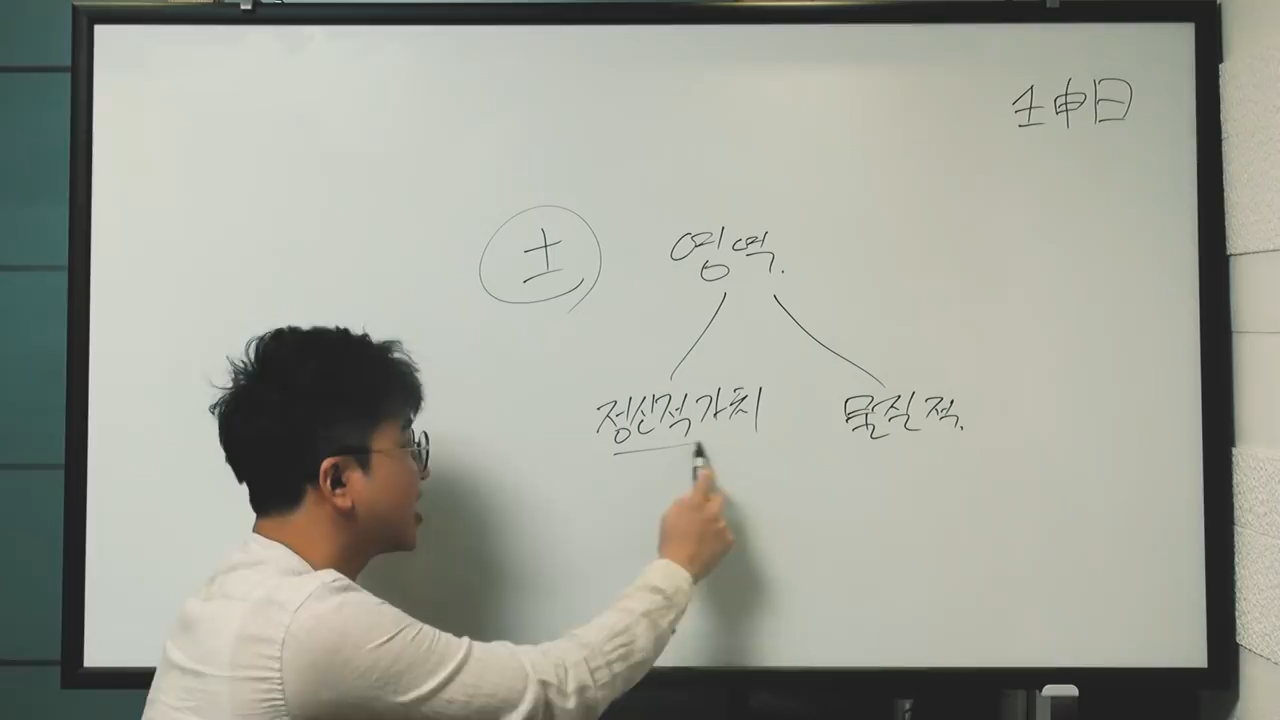 壬申日
土 영역.
정신적가치 물질적.